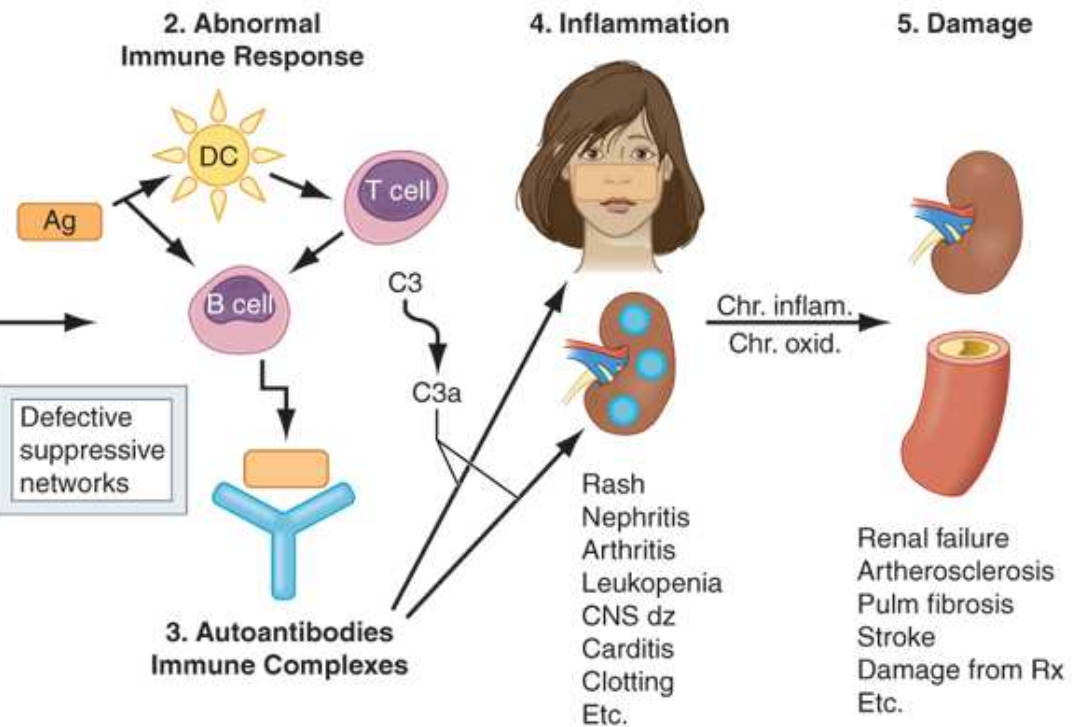 2. Abnormal
Immune Response
DC
T cell
Ag
B cell
C3
C3a
Defective
suppressive
networks
3. Autoantibodies
Immune Complexes
4. Inflammation
Rash
Nephritis
Arthritis
Leukopenia
CNS dz
Carditis
Clotting
Etc.
Chr. inflam.
Chr. oxid.
5. Damage
Renal failure
Artherosclerosis
Pulm fibrosis
Stroke
Damage from Rx
Etc.